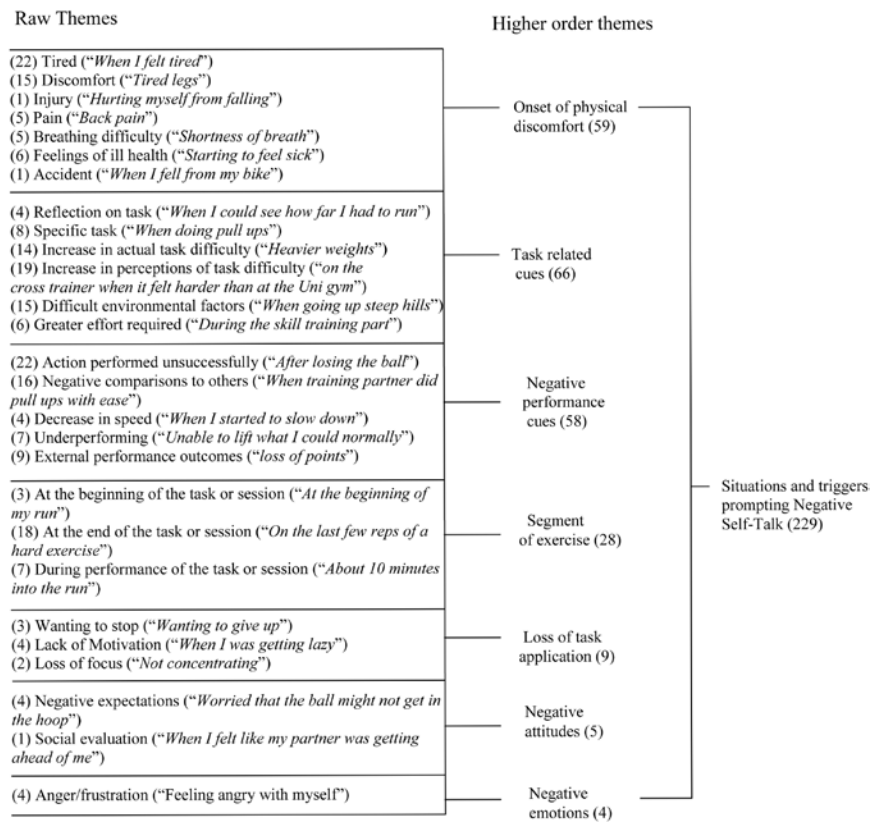 Raw Themes
Higher order themes
(22) Tired (“When I felt tired”)
(15) Discomfort (“Tired legs”)
(1) Injury (“Hurting myself from falling”)
(5) Pain (“Back pain”)
(5) Breathing difficulty (“Shortness of breath”)
(6) Feelings of ill health (“Starting to feel sick”)
(1) Accident (“When I fell from my bike”)
Onset of physical
discomfort (59)
(4) Reflection on task (“When I could see how far I had to run”)
(8) Specific task (“When doing pull ups”)
(14) Increase in actual task difficulty (“Heavier weights”)
(19) Increase in perceptions of task difficulty (“on the
cross trainer when it felt harder than at the Uni gym”)
(15) Difficult environmental factors (“When going up steep hills”)
(6) Greater effort required (“During the skill training part”)
Task related
cues (66)
(22) Action performed unsuccessfully (“After losing the ball”)
(16) Negative comparisons to others (“When training partner did
pull ups with ease”)
(4) Decrease in speed (“When I started to slow down”)
(7) Underperforming (“Unable to lift what I could normally”)
(9) External performance outcomes (“loss of points”)
Negative
performance
cues (58)
(3) At the beginning of the task or session (“At the beginning of
my run”)
(18) At the end of the task or session (“On the last few reps of a
hard exercise”)
(7) During performance of the task or session (“About 10 minutes
into the run”)
Segment
of exercise (28)
(3) Wanting to stop (“Wanting to give up”)
(4) Lack of Motivation (“When I was getting lazy”)
(2) Loss of focus (“Not concentrating”)
Loss of task
application (9)
(4) Negative expectations (“Worried that the ball might not get in
the hoop”)
(1) Social evaluation (“When I felt like my partner was getting
ahead of me”)
Negative
attitudes (5)
(4) Anger/frustration (“Feeling angry with myself”)
Negative
emotions (4)
Situations and triggers
prompting Negative
Self-Talk (229)